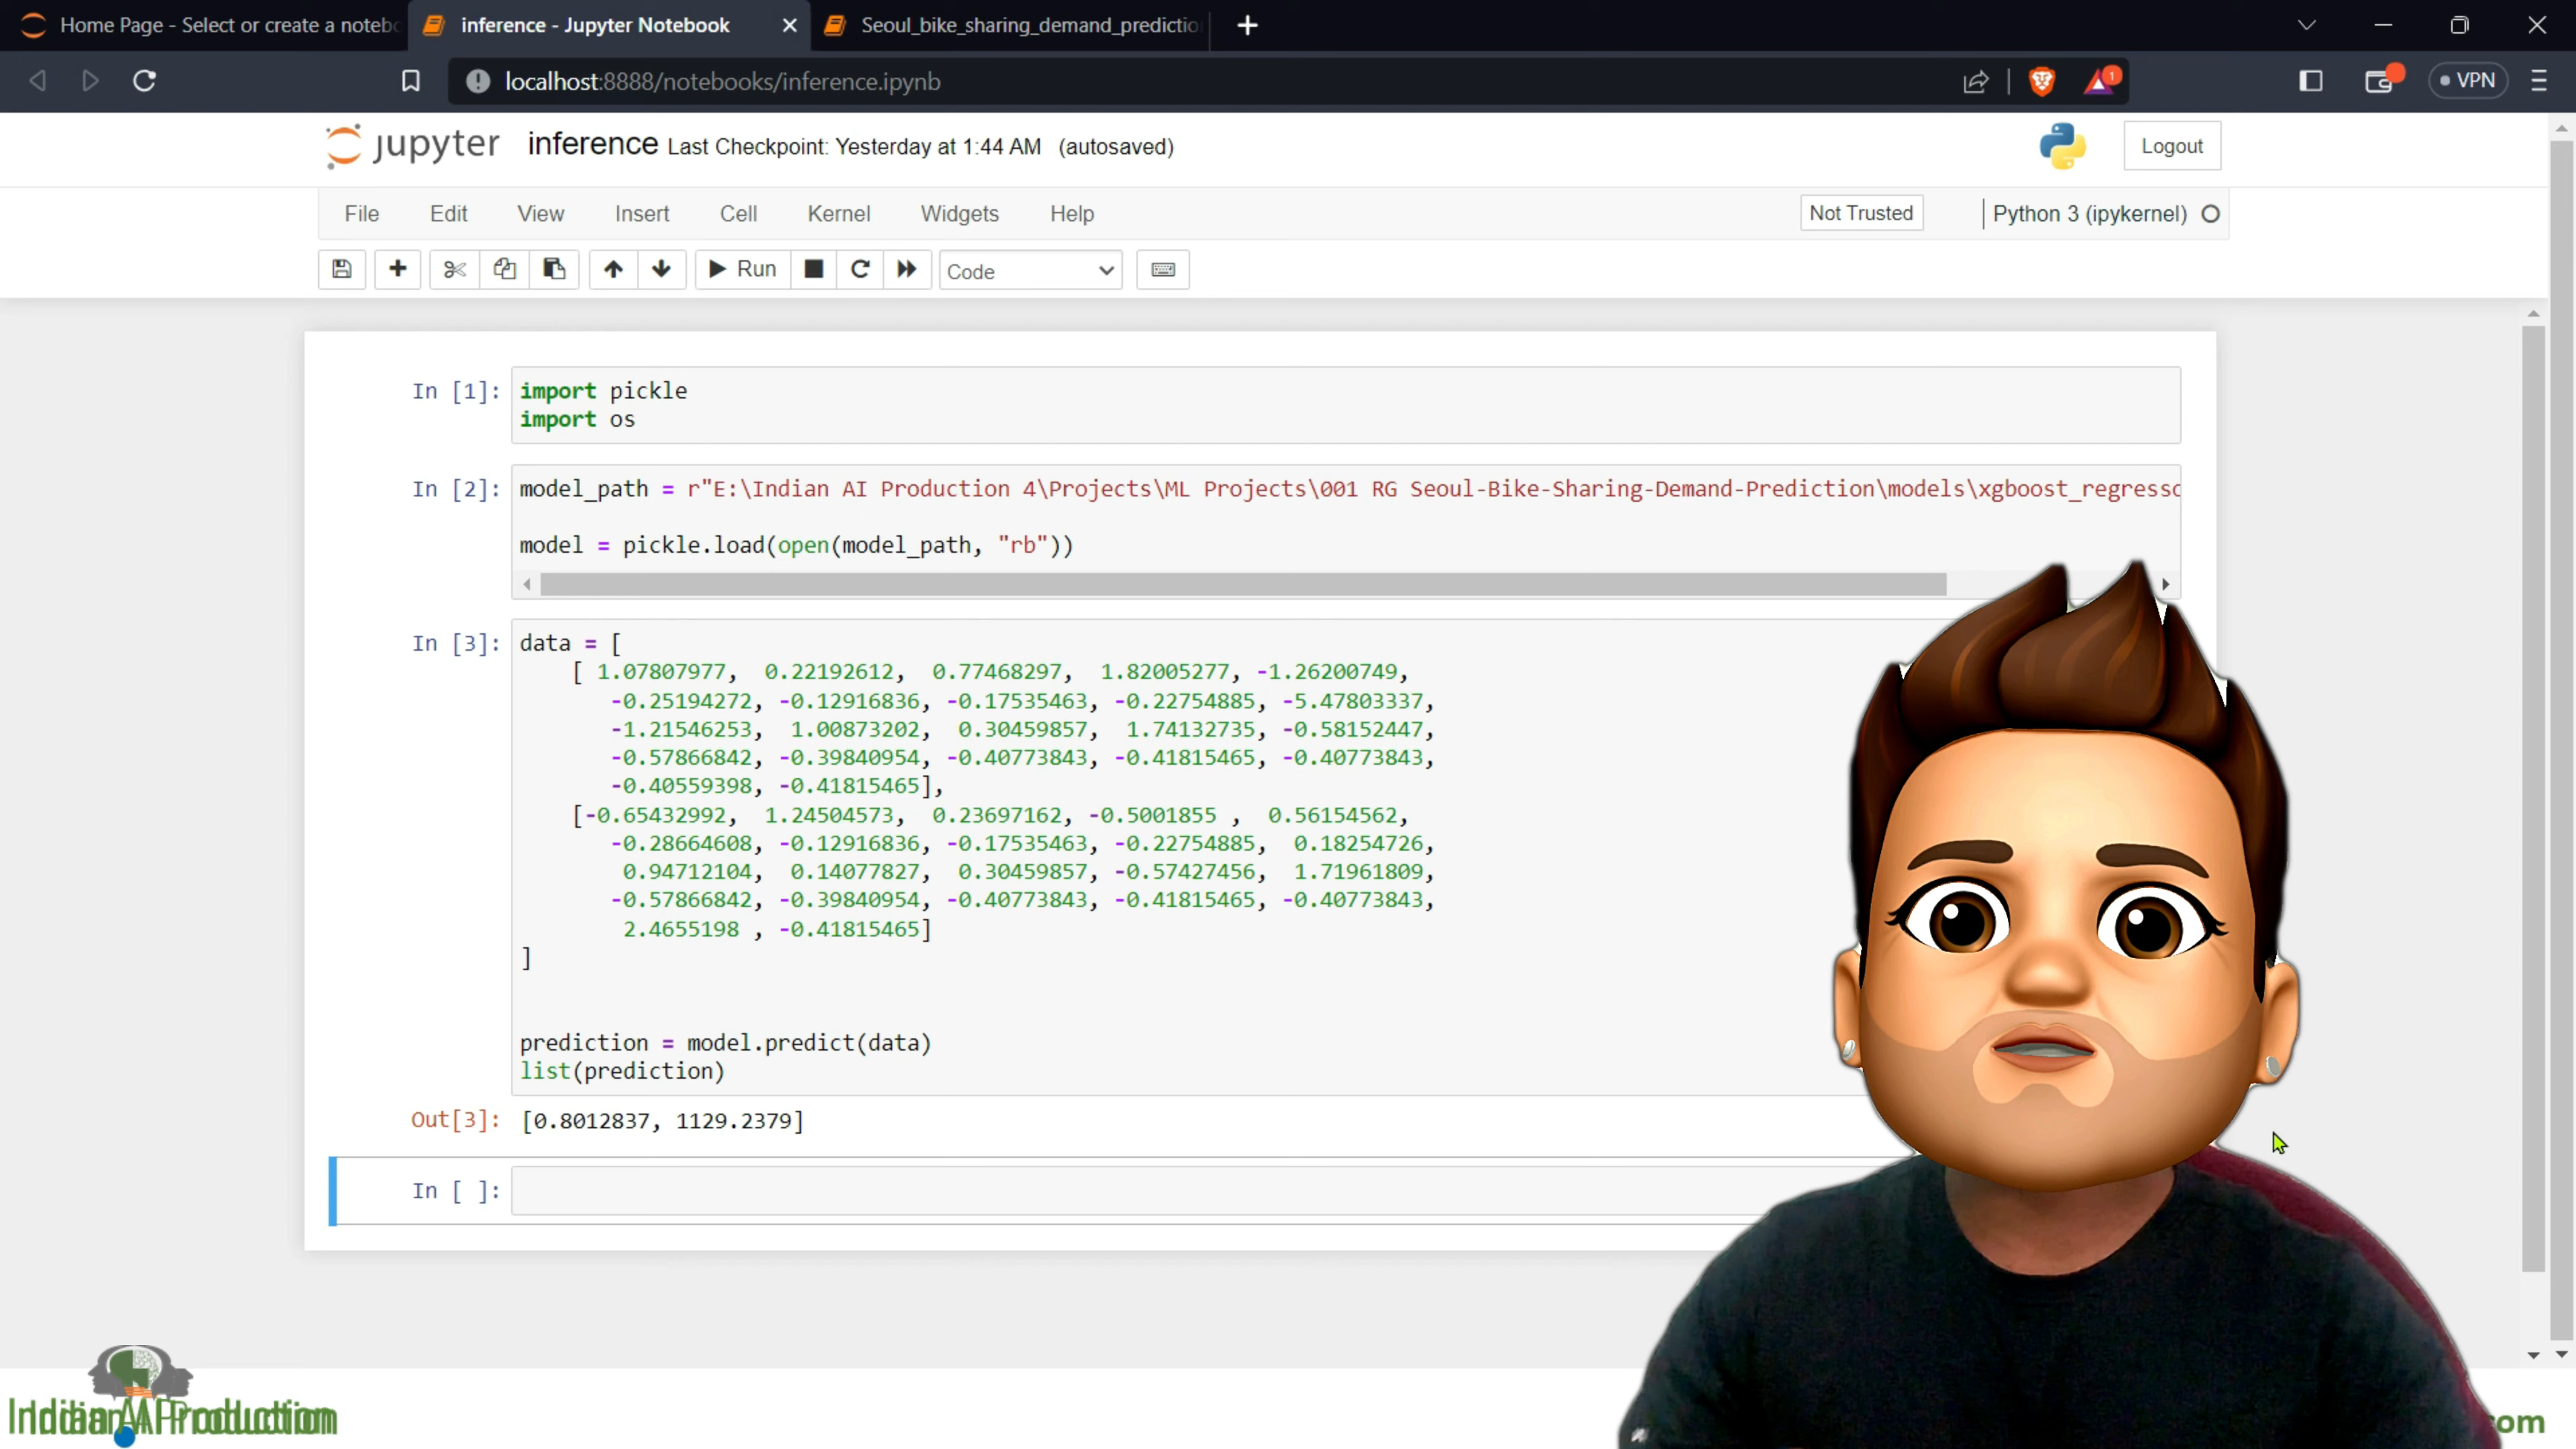 Home Page - Select or create a notebo
inference - Jupyter Notebook
Seoul_bike_sharing_demand_predictio
localhost:8888/notebooks/inference.ipynb
1
VPN
jupyter inference Last Checkpoint: Yesterday at 1:44 AM (autosaved)
Logout
File Edit View Insert Cell Kernel Widgets Help
Not Trusted
Python 3 (ipykernel)
Run
Code
In [1]: import pickle
import os
In [2]: model_path = r"E:\Indian AI Production 4\Projects\ML Projects\001 RG Seoul-Bike-Sharing-Demand-Prediction\models\xgboost_regresso
model = pickle.load(open(model_path, "rb"))
In [3]: data = [
[ 1.07807977, 0.22192612, 0.77468297, 1.82005277, -1.26200749,
-0.25194272, -0.12916836, -0.17535463, -0.22754885, -5.47803337,
-1.21546253, 1.00873202, 0.30459857, 1.74132735, -0.58152447,
-0.57866842, -0.39840954, -0.40773843, -0.41815465, -0.40773843,
-0.40559398, -0.41815465],
[-0.65432992, 1.24504573, 0.23697162, -0.5001855 , 0.56154562,
-0.28664608, -0.12916836, -0.17535463, -0.22754885, 0.18254726,
0.94712104, 0.14077827, 0.30459857, -0.57427456, 1.71961809,
-0.57866842, -0.39840954, -0.40773843, -0.41815465, -0.40773843,
2.4655198 , -0.41815465]
]
prediction = model.predict(data)
list(prediction)
Out[3]: [0.8012837, 1129.2379]
In [ ]:
Indian AI Production
om